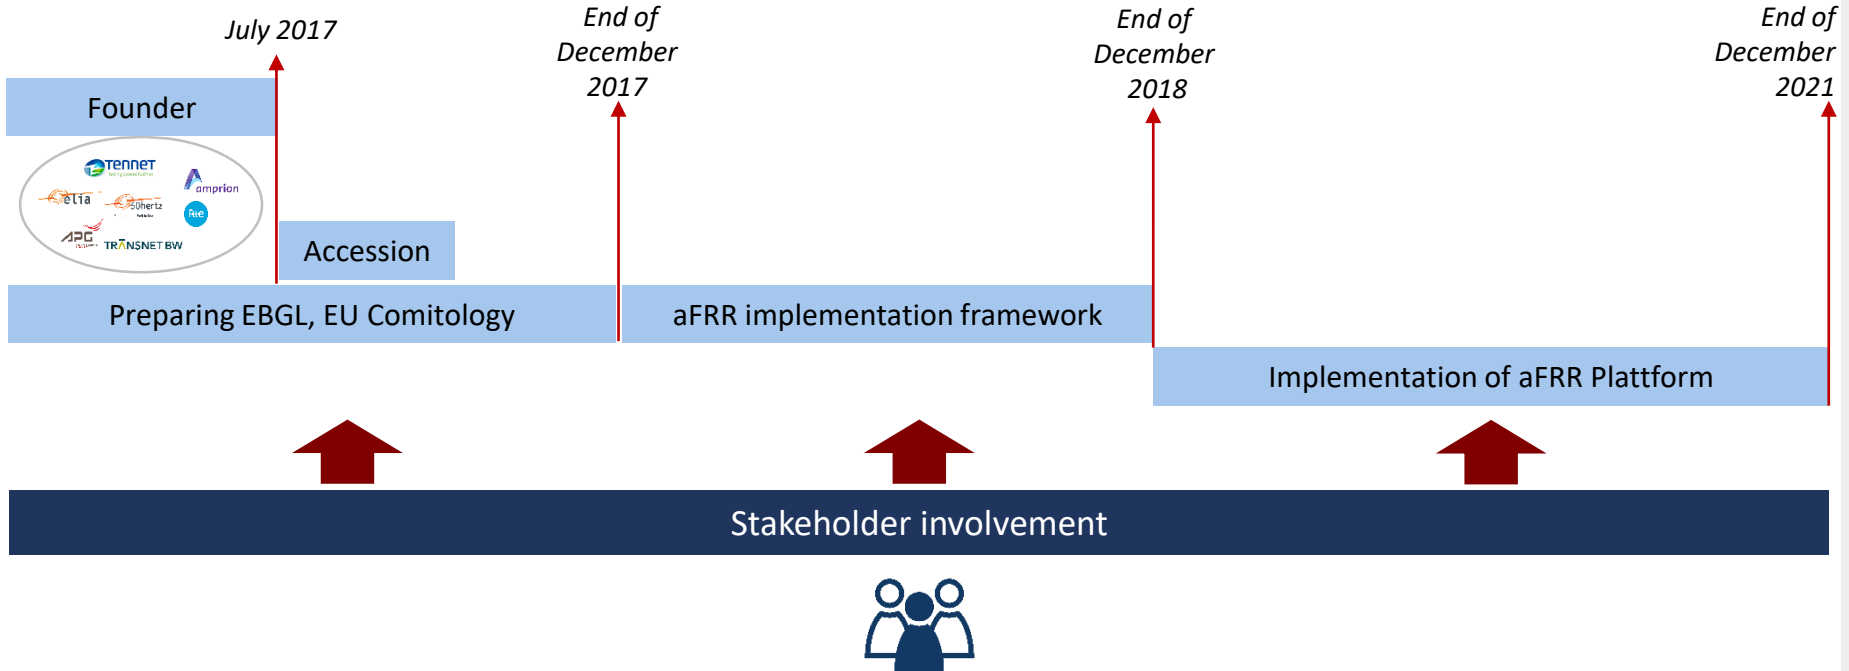 July 2017
End of
December
2017
End of
December
2018
End of
December
2021
Founder
TenneT
amprion
elia
50hertz
Rte
APG
TRANSNET BW
Accession
Preparing EBGL, EU Comitology
aFRR implementation framework
Implementation of aFRR Plattform
Stakeholder involvement